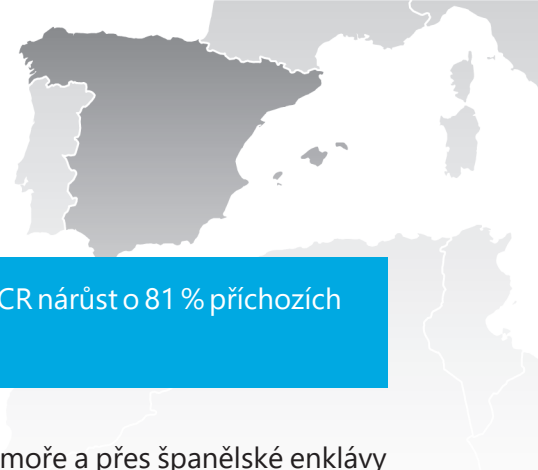 CR nárůst o 81 % příchozích
moře a přes španělské enklávy